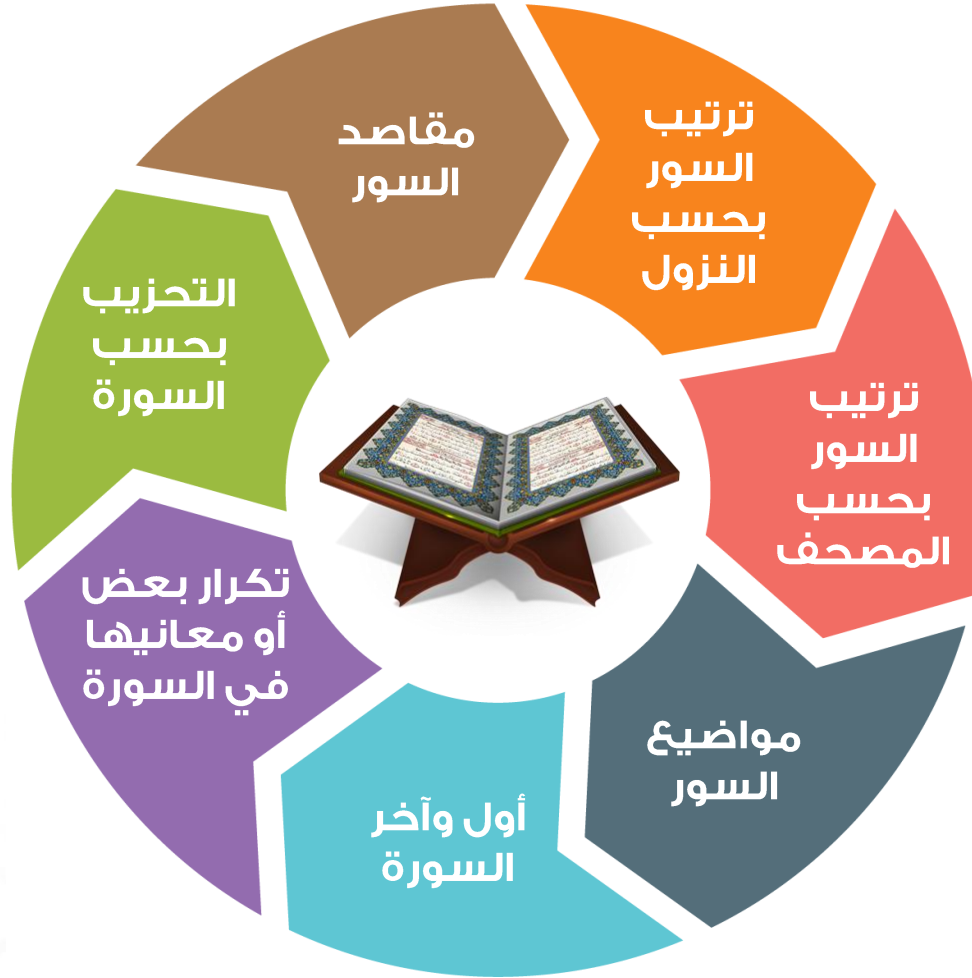 مقاصد
السور
ترتيب
السور
بحسب
النزول
ترتيب
السور
بحسب
المصحف
مواضيع
السور
أول وآخر
السورة
تكرار بعض
أو معانيها
في السورة
التحزيب
بحسب
السورة